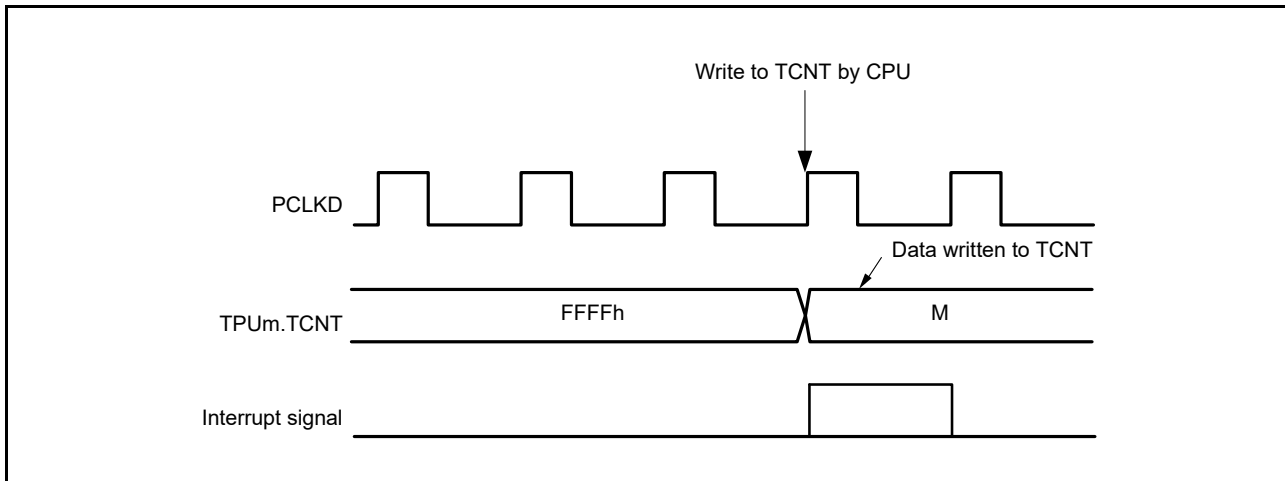 Write to TCNT by CPU
PCLKD
Data written to TCNT
TPUm.TCNT
FFFFh
M
Interrupt signal